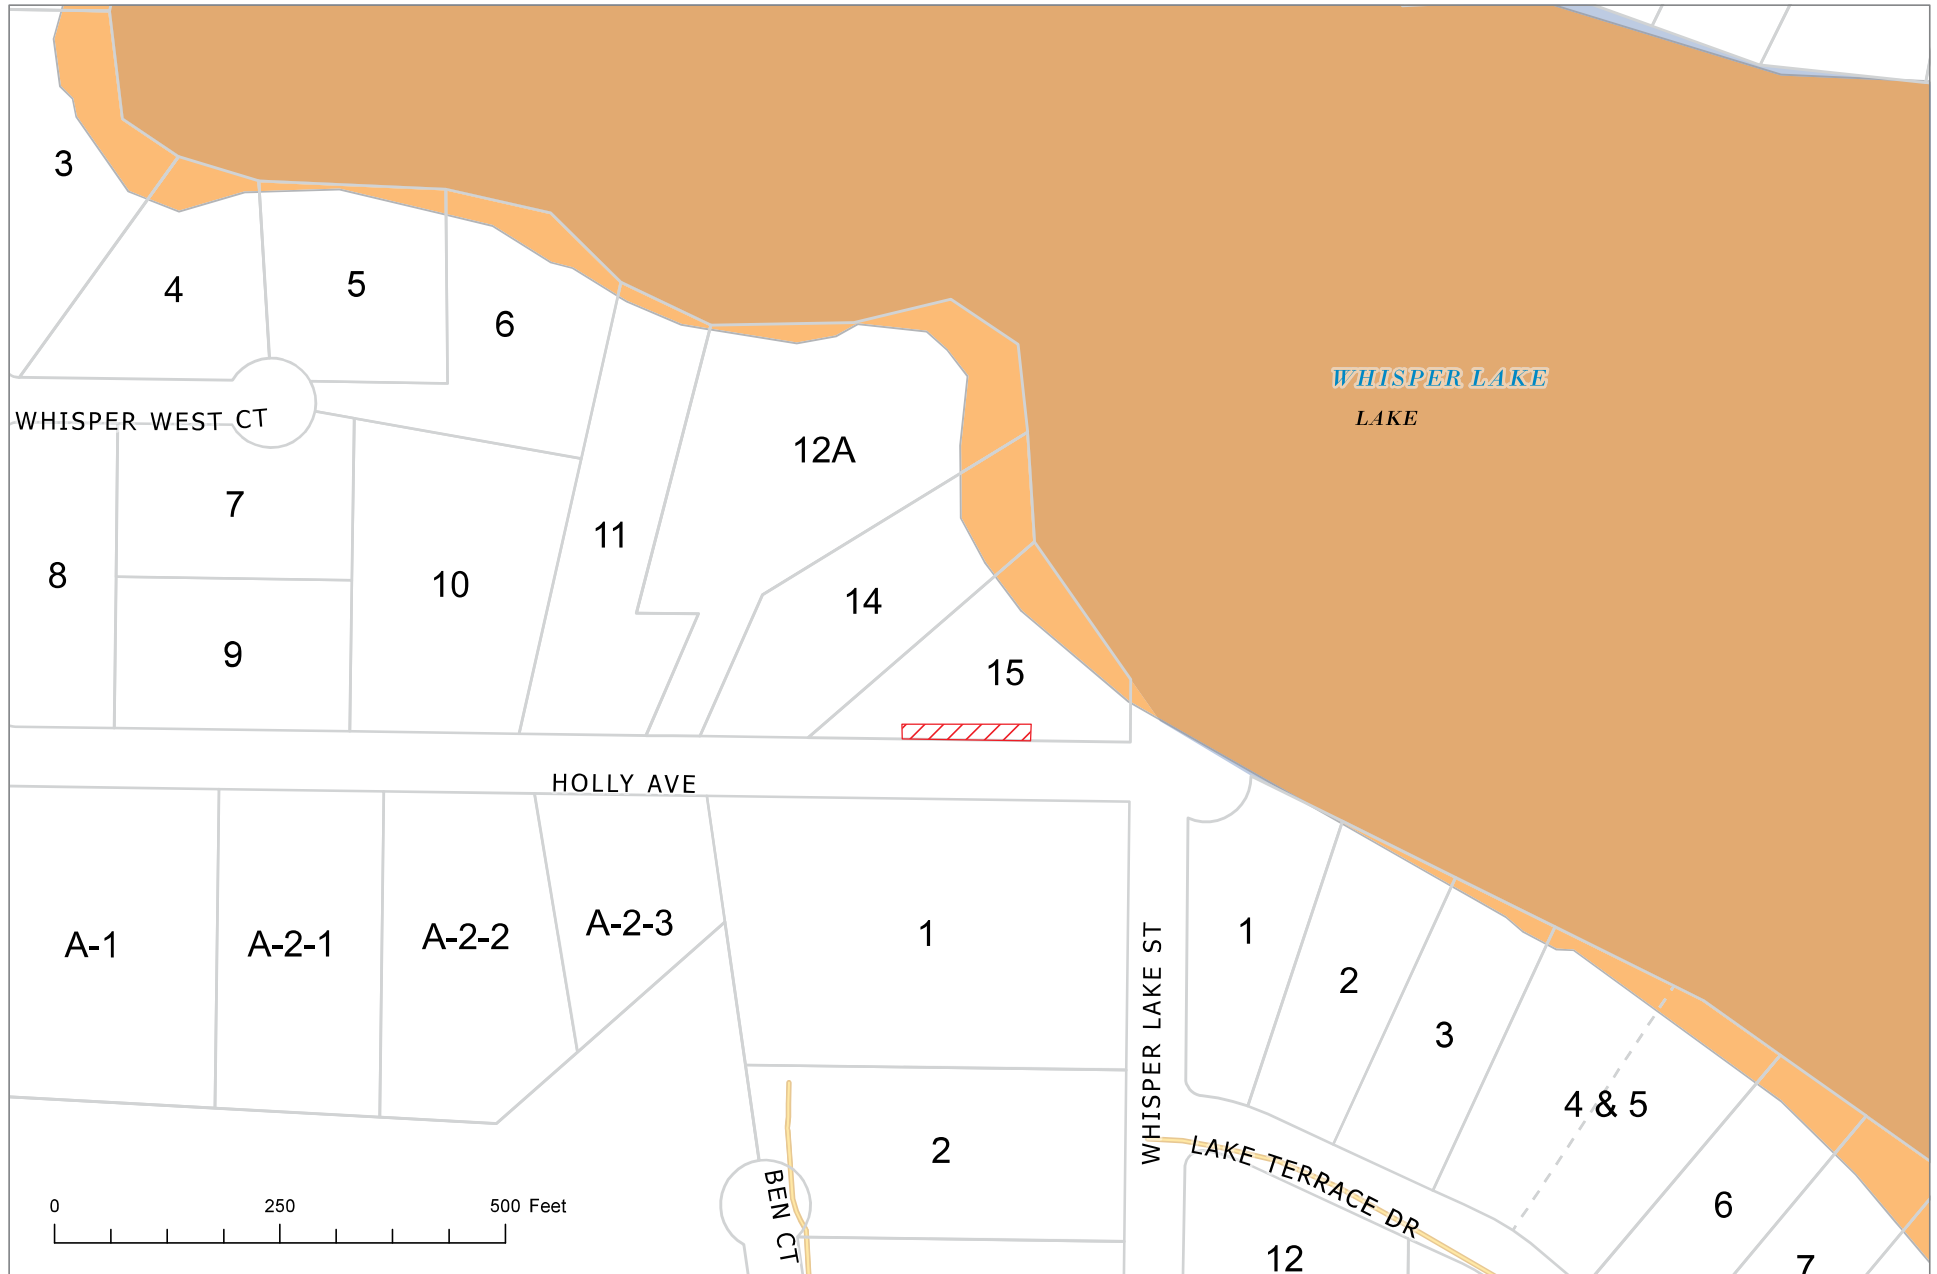 3
4
5
6
WHISPER LAKE
LAKE
WHISPER WEST CT
12A
7
11
8
10
14
9
15
HOLLY AVE
A-1
A-2-1
A-2-2
A-2-3
1
WHISPER LAKE ST
1
2
3
4 & 5
2
LAKE TERRACE DR
BEN CT
6
7
12
0 250 500 Feet